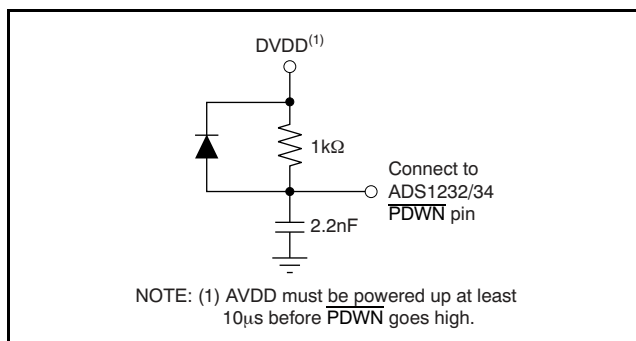 DVDD(1)
1kΩ
Connect to
ADS1232/34
PDWN pin
2.2nF
NOTE: (1) AVDD must be powered up at least
10μs before PDWN goes high.